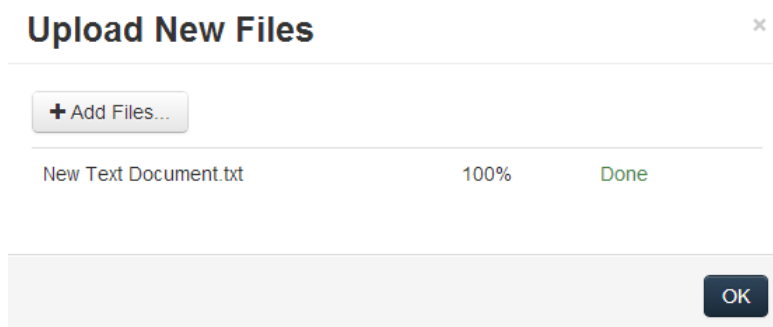 Upload New Files ×
+ Add Files...
New Text Document.txt 100% Done
OK